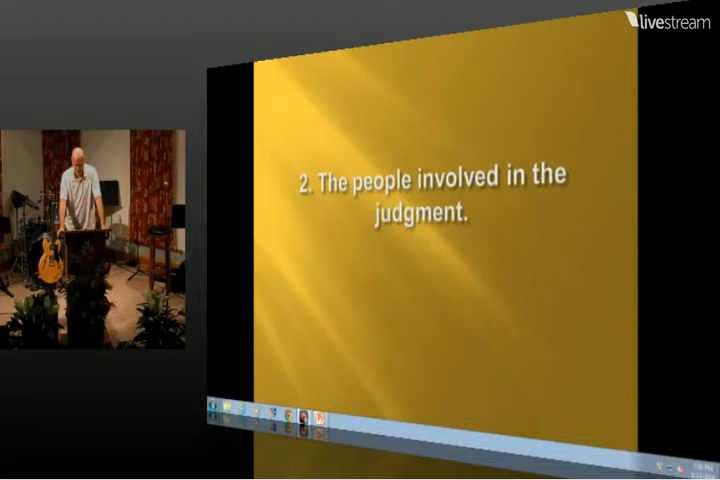 livestream
2. The people involved in the
judgment.